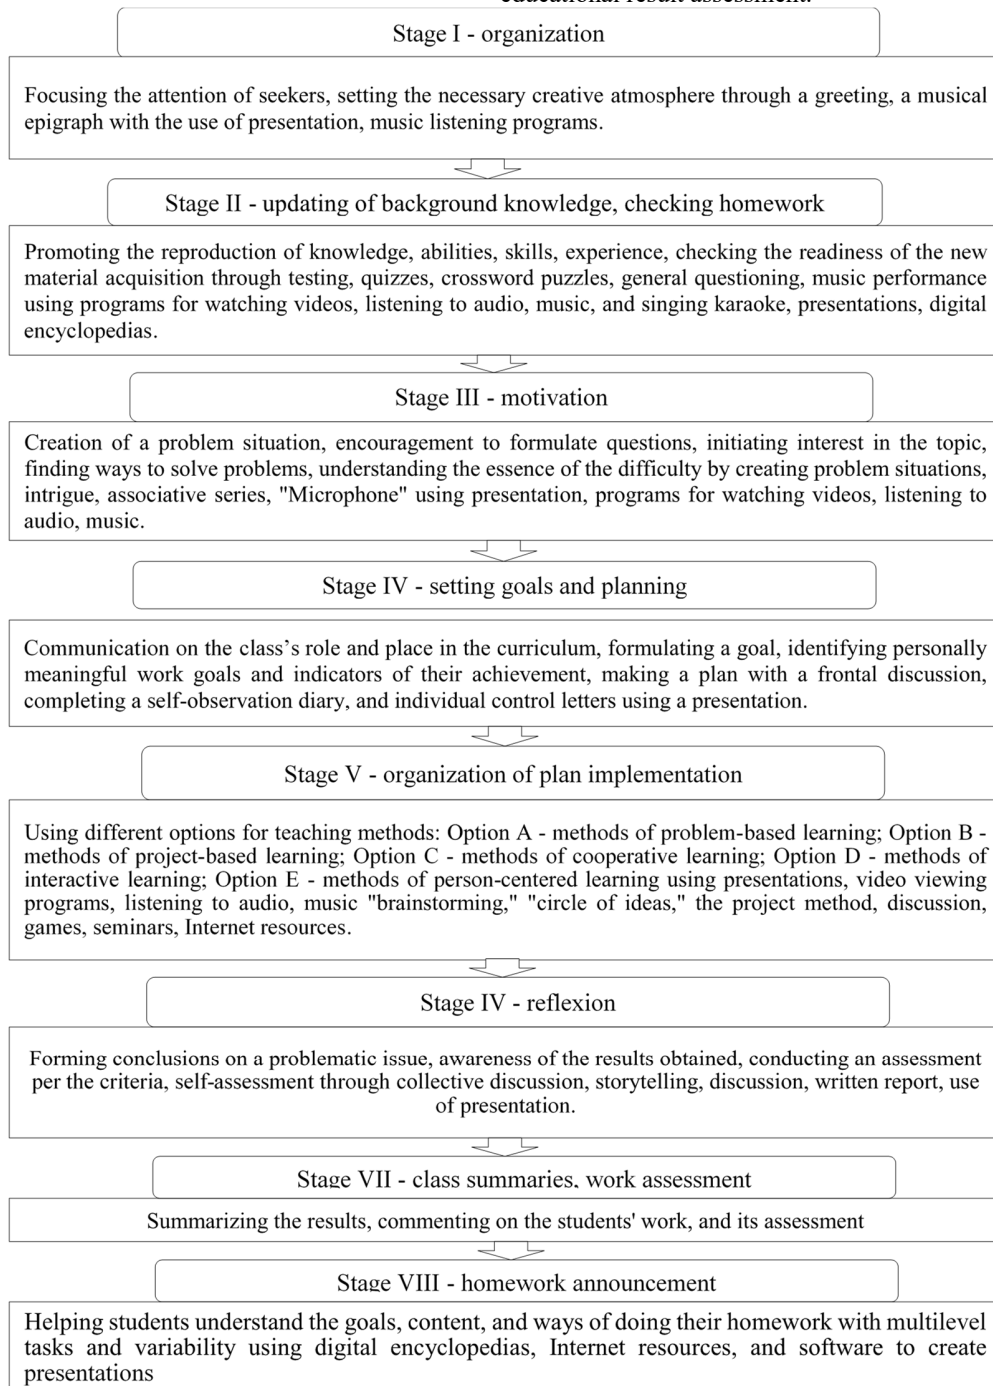 educational result assessment.
Stage I - organization
Focusing the attention of seekers, setting the necessary creative atmosphere through a greeting, a musical
epigraph with the use of presentation, music listening programs.
Stage II - updating of background knowledge, checking homework
Promoting the reproduction of knowledge, abilities, skills, experience, checking the readiness of the new
material acquisition through testing, quizzes, crossword puzzles, general questioning, music performance
using programs for watching videos, listening to audio, music, and singing karaoke, presentations, digital
encyclopedias.
Stage III - motivation
Creation of a problem situation, encouragement to formulate questions, initiating interest in the topic,
finding ways to solve problems, understanding the essence of the difficulty by creating problem situations,
intrigue, associative series, "Microphone" using presentation, programs for watching videos, listening to
audio, music.
Stage IV - setting goals and planning
Communication on the class's role and place in the curriculum, formulating a goal, identifying personally
meaningful work goals and indicators of their achievement, making a plan with a frontal discussion,
completing a self-observation diary, and individual control letters using a presentation.
Stage V - organization of plan implementation
Using different options for teaching methods: Option A - methods of problem-based learning; Option B -
methods of project-based learning; Option C - methods of cooperative learning; Option D - methods of
interactive learning; Option E - methods of person-centered learning using presentations, video viewing
programs, listening to audio, music "brainstorming," "circle of ideas," the project method, discussion,
games, seminars, Internet resources.
Stage IV - reflexion
Forming conclusions on a problematic issue, awareness of the results obtained, conducting an assessment
per the criteria, self-assessment through collective discussion, storytelling, discussion, written report, use
of presentation.
Stage VII - class summaries, work assessment
Summarizing the results, commenting on the students' work, and its assessment
Stage VIII - homework announcement
Helping students understand the goals, content, and ways of doing their homework with multilevel
tasks and variability using digital encyclopedias, Internet resources, and software to create
presentations